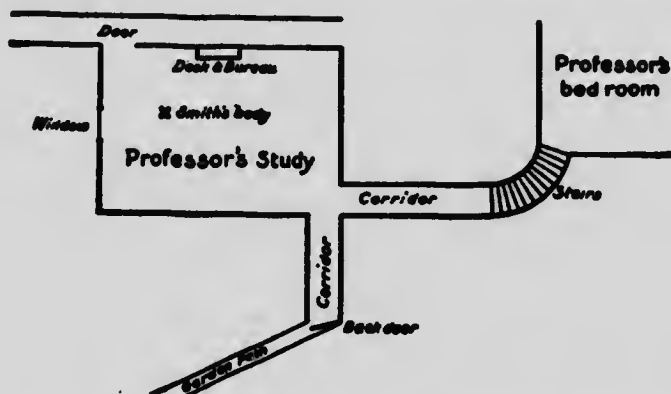 Door
Desk & Bureau
Professor's
bed room
Smith's body
Window
Professor's Study
Corridor
Stairs
Corridor
Back door
Garden Path